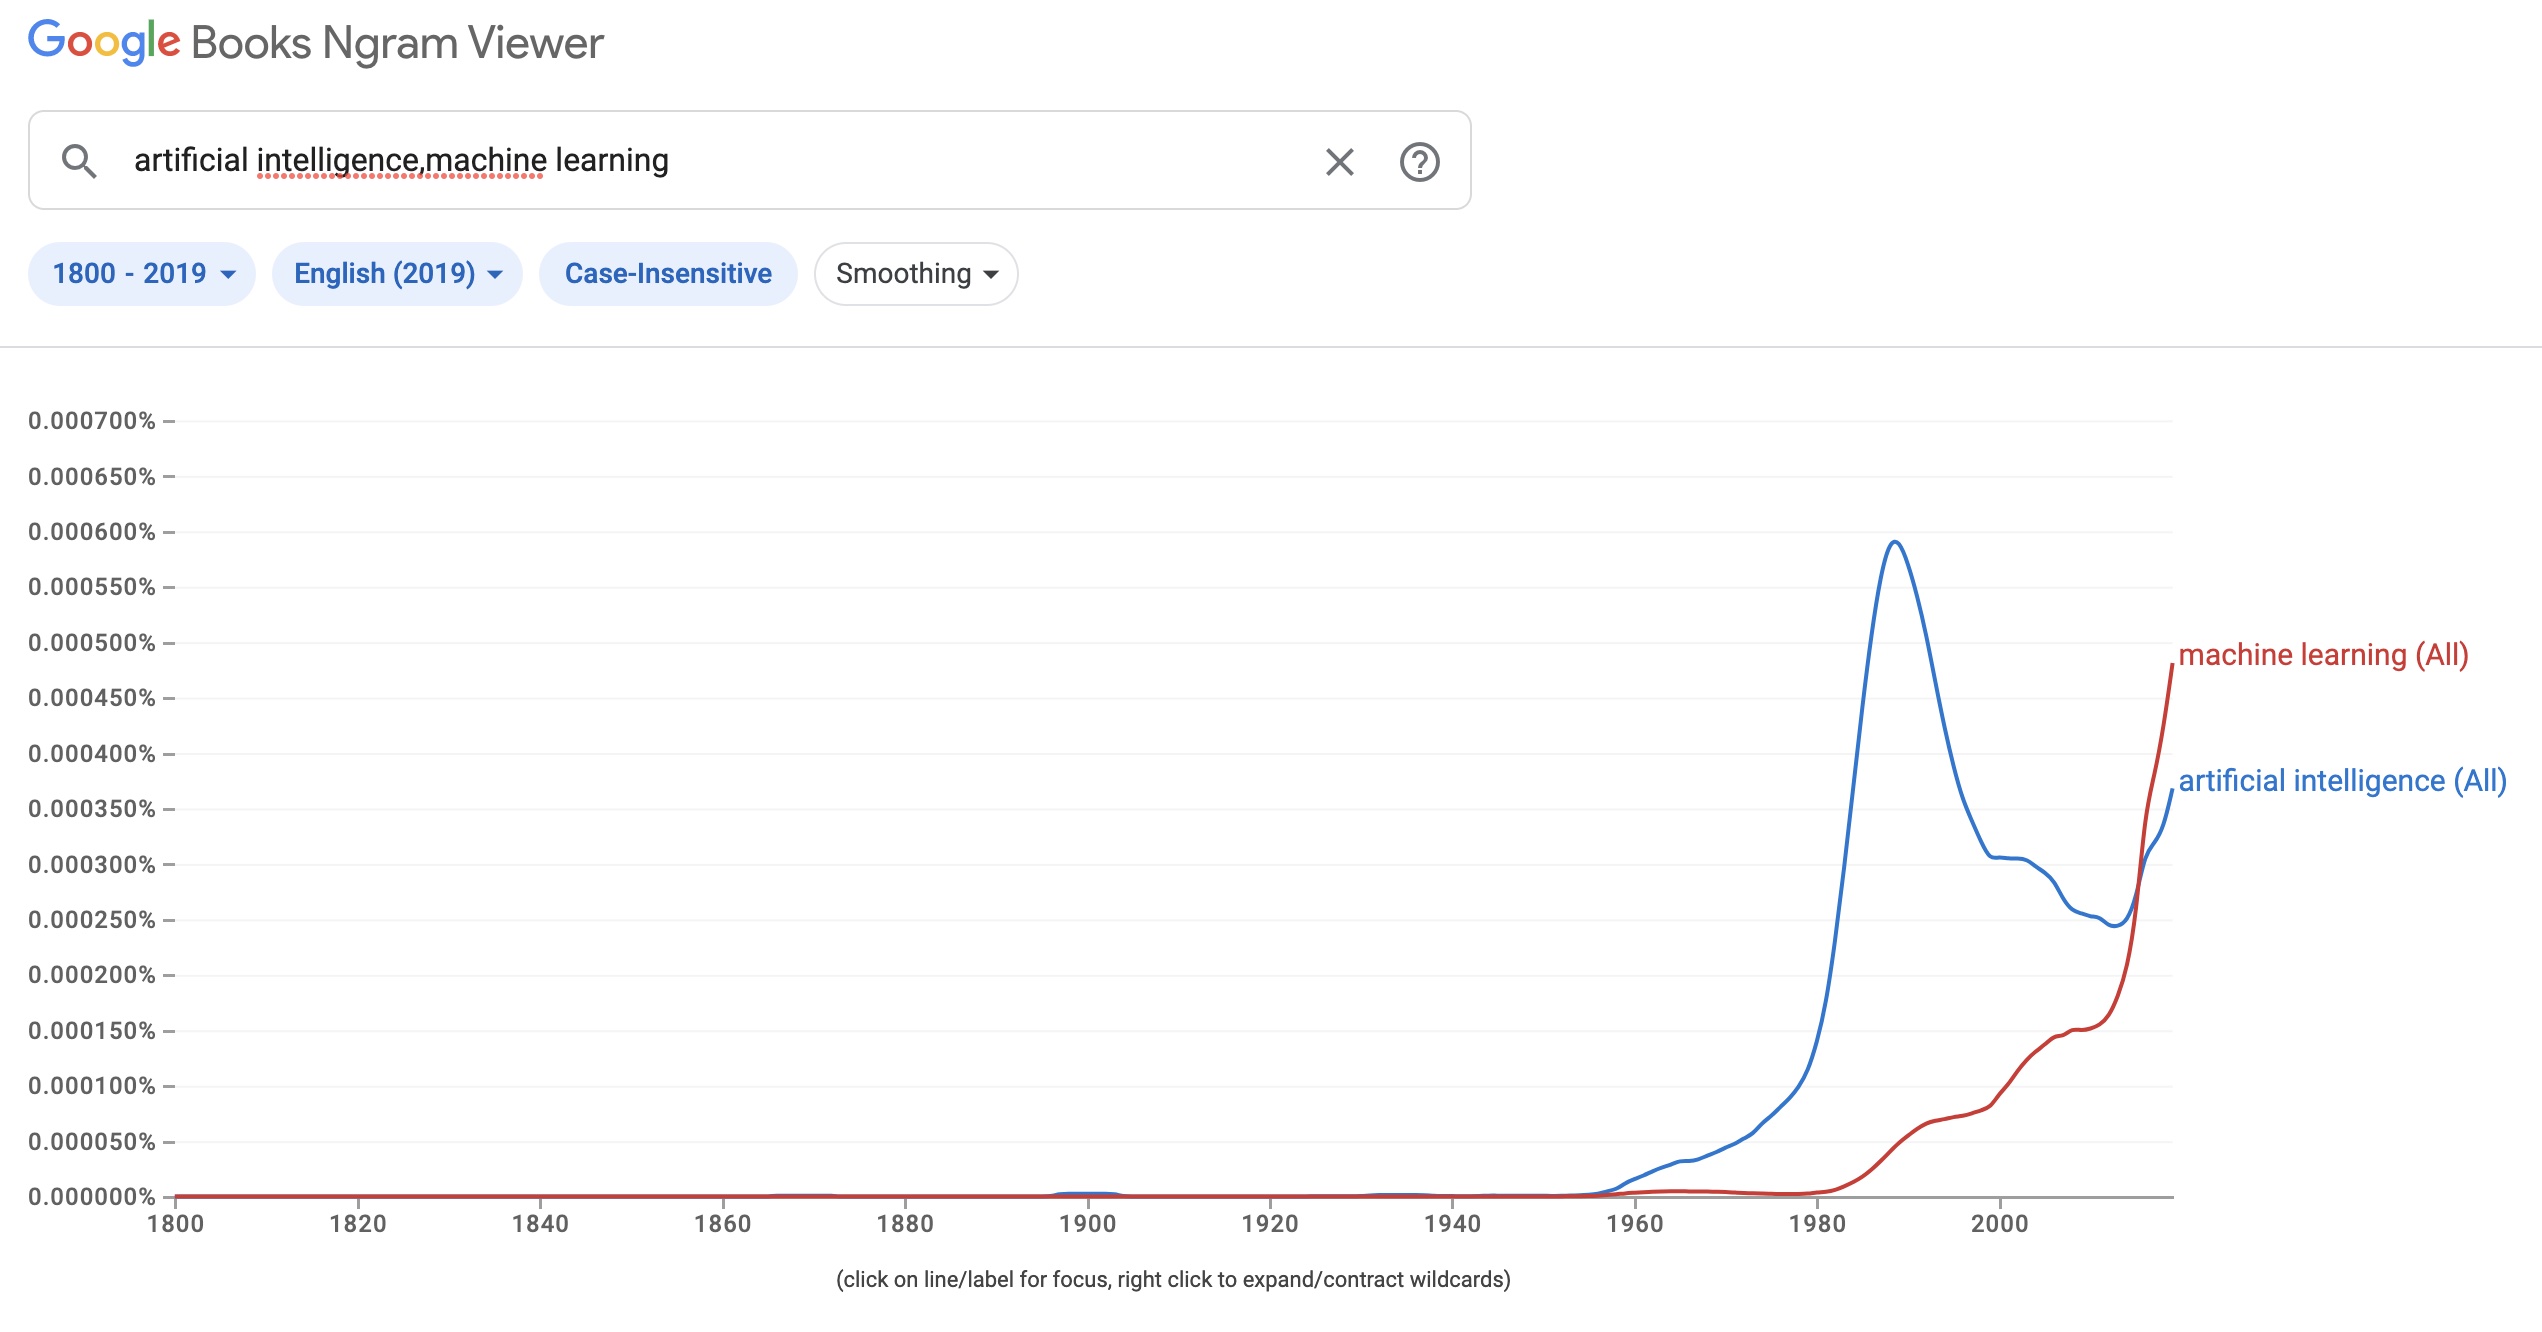 Google Books Ngram Viewer
artificial intelligence,machine learning
1800 - 2019 English (2019) Case-Insensitive Smoothing
0.000700%
0.000650%
0.000600%
0.000550%
0.000500%
machine learning (All)
0.000450%
0.000400%
artificial intelligence (All)
0.000350%
0.000300%
0.000250%
0.000200%
0.000150%
0.000100%
0.000050%
0.000000%
1800 1820 1840 1860 1880 1900 1920 1940 1960 1980 2000
(click on line/label for focus, right click to expand/contract wildcards)